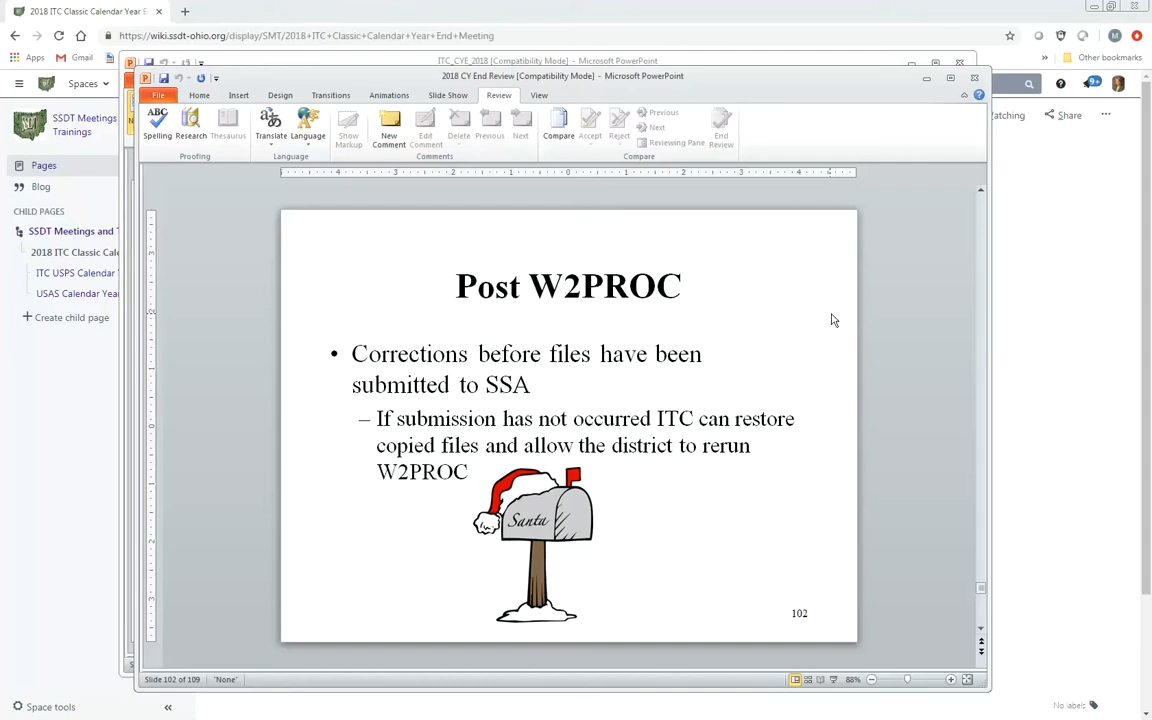 2018 ITC Classic Calendar Year E
https://wiki.ssdt-ohio.org/display/SMT/2018+ITC+Classic+Calendar+Year+End+Meeting
M
Apps
Gmail
Other bookmarks
ITC_CYE_2018 [Compatibility Mode] - Microsoft PowerPoint
2018 CY End Review [Compatibility Mode] - Microsoft PowerPoint
Spaces
9+
File
Home
Insert
Design
Transitions
Animations
Slide Show
Review
View
Spelling
Research
Thesaurus
Translate
Language
Show Markup
New Comment
Edit Comment
Delete
Previous
Next
Compare
Accept
Reject
Previous
Next
Reviewing Pane
End Review
Proofing
Language
Comments
Compare
SSDT Meetings
Trainings
atching
Share
Pages
Blog
CHILD PAGES
SSDT Meetings and T
2018 ITC Classic Cale
ITC USPS Calendar
USAS Calendar Yea
Create child page
Post W2PROC
• Corrections before files have been
submitted to SSA
– If submission has not occurred ITC can restore
copied files and allow the district to rerun
W2PROC
Santa
102
Slide 102 of 109
"None"
88%
Space tools
No labels